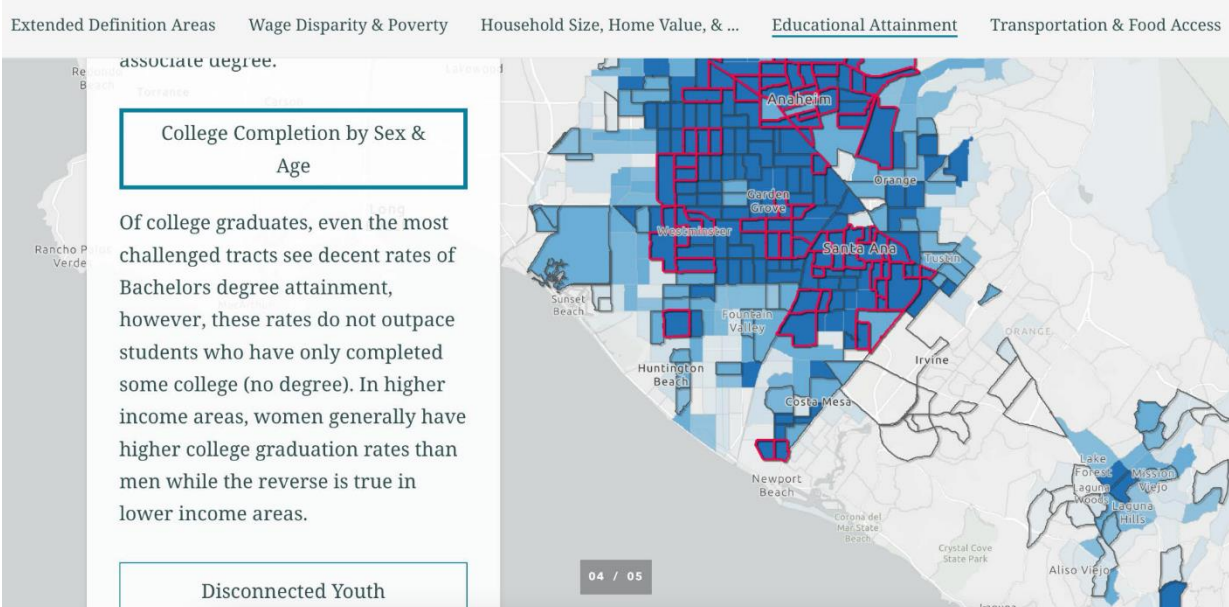 Extended Definition Areas
Wage Disparity & Poverty
Household Size, Home Value, & ...
Educational Attainment
Transportation & Food Access
associate degree.
College Completion by Sex &
Age
Of college graduates, even the most
challenged tracts see decent rates of
Bachelors degree attainment,
however, these rates do not outpace
students who have only completed
some college (no degree). In higher
income areas, women generally have
higher college graduation rates than
men while the reverse is true in
lower income areas.
Disconnected Youth
Torrance
Carson
Long
Lakewood
Anaheim
Orange
Garden
Grove
Westminster
Santa Ana
Tustin
Sunset
Beach
Fountain
Valley
ORANGE
Irvine
Huntington
Beach
Costa Mesa
Newport
Beach
Lake
Forest
Mission
Viejo
Laguna
Woods
Laguna
Hills
Corona del
Mar State
Beach
Crystal Cove
State Park
Aliso Viejo
04 / 05